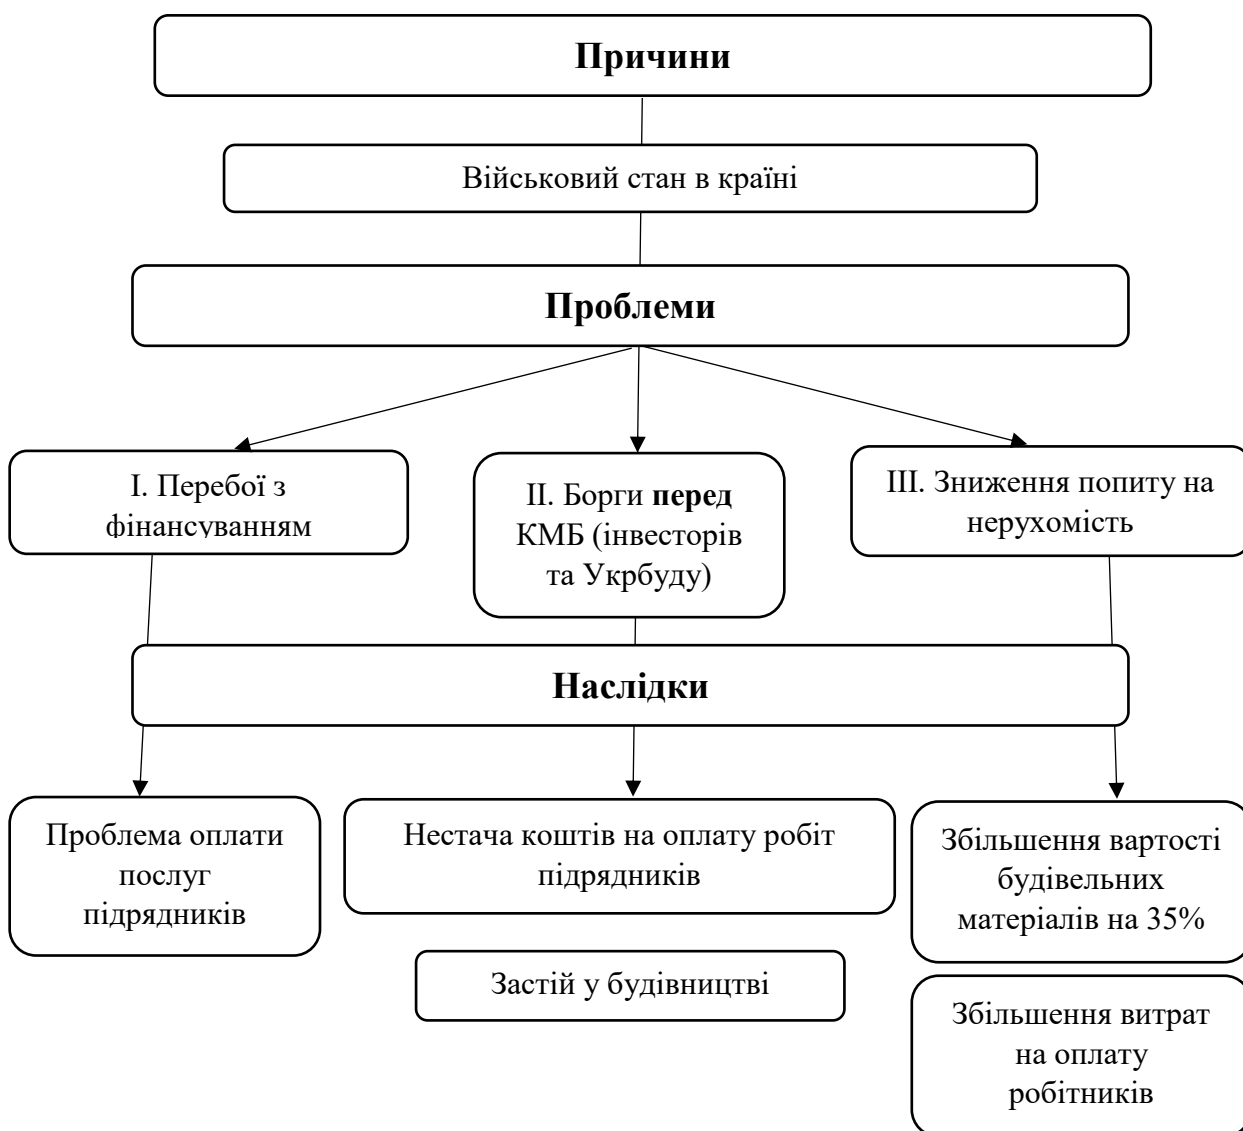 Причини
Військовий стан в країні
Проблеми
І. Перебої з
фінансуванням
ІІ. Борги перед
КМБ (інвесторів
та Укрбуду)
ІІІ. Зниження попиту на
нерухомість
Наслідки
Проблема оплати
послуг
підрядників
Нестача коштів на оплату робіт
підрядників
Застій у будівництві
Збільшення вартості
будівельних
матеріалів на 35%
Збільшення витрат
на оплату
робітників